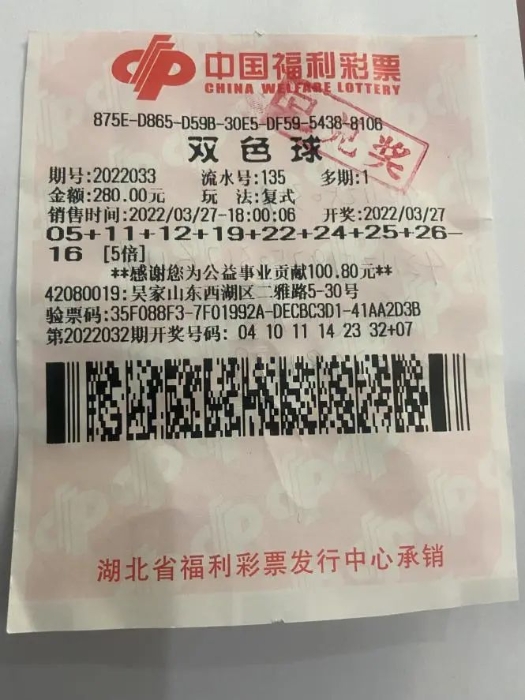 中国福利彩票
CHINA WELFARE LOTTERY
875E-D865-D59B-30E5-DF59-5438-8106
已兑奖
双色球
期号:2022033 流水号:135 多期:1
金额:280.00元 玩 法:复式
销售时间:2022/03/27-18:00:06 开奖:2022/03/27
05+11+12+19+22+24+25+26-
16 [5倍]
**感谢您为公益事业贡献100.80元**
42080019:吴家山东西湖区二雅路5-30号
验票码:35F088F3-7F01992A-DECBC3D1-41AA2D3B
第2022032期开奖号码: 04 10 11 14 23 32+07
湖北省福利彩票发行中心承销